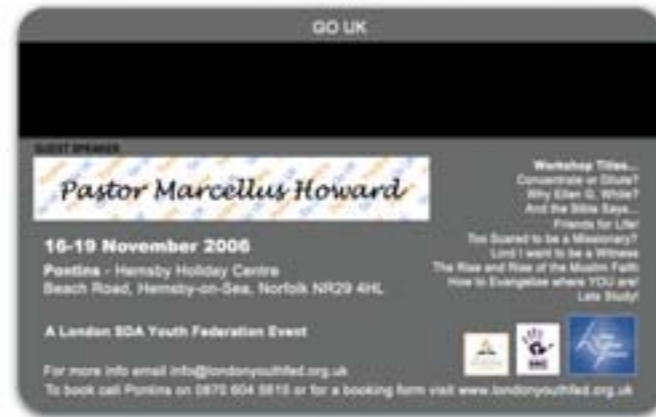 GO UK
GUEST SPEAKER
Pastor Marcellus Howard
16-19 November 2006
Pontins - Hemsby Holiday Centre
Beach Road, Hemsby-on-Sea, Norfolk NR29 4HL
A London SDA Youth Federation Event
For more info email info@londonyouthfed.org.uk
To book call Pontins on 0870 604 5610 or for a booking form visit www.londonyouthfed.org.uk
Workshop Titles...
Concentrate or Dilute?
Why Ellen G. White?
And the Bible Says...
Friends for Life!
Too Scared to be a Missionary?
Lord I want to be a Witness
The Rise and Rise of the Muslim Faith
How to Evangelise where YOU are!
Lets Study!